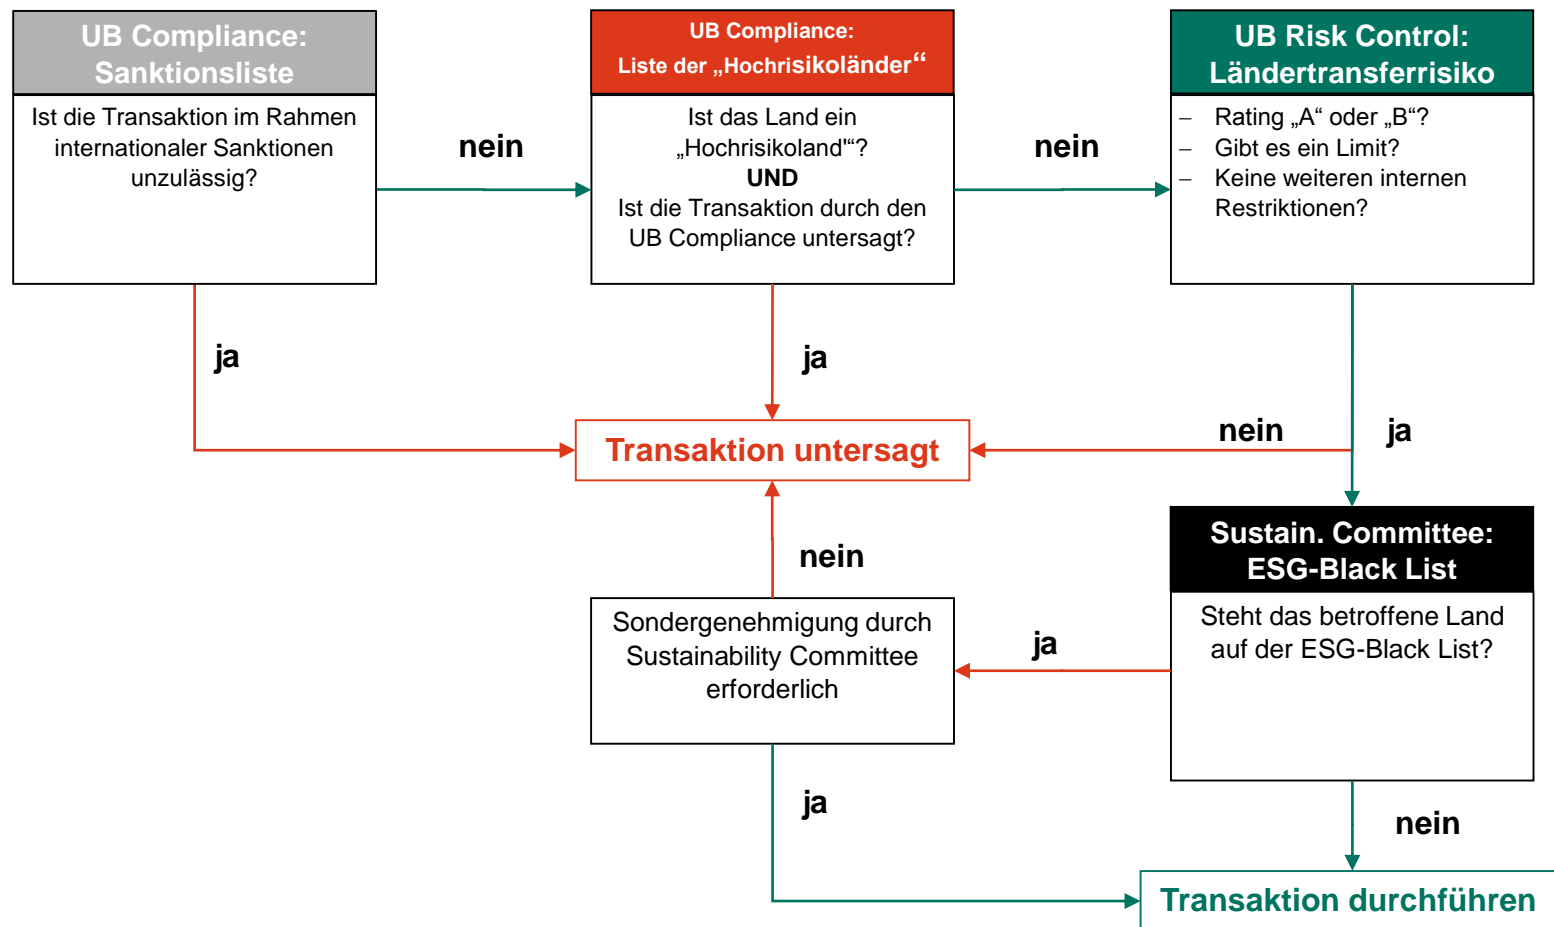 UB Compliance:
Sanktionsliste
Ist die Transaktion im Rahmen
internationaler Sanktionen
unzulässig?
nein
UB Compliance:
Liste der „Hochrisikoländer“
Ist das Land ein
„Hochrisikoland'“?
UND
Ist die Transaktion durch den
UB Compliance untersagt?
nein
UB Risk Control:
Ländertransferrisiko
– Rating „A“ oder „B“?
– Gibt es ein Limit?
– Keine weiteren internen
Restriktionen?
ja
ja
Transaktion untersagt
nein
ja
Sustain. Committee:
ESG-Black List
Steht das betroffene Land
auf der ESG-Black List?
nein
Sondergenehmigung durch
Sustainability Committee
erforderlich
ja
ja
nein
Transaktion durchführen